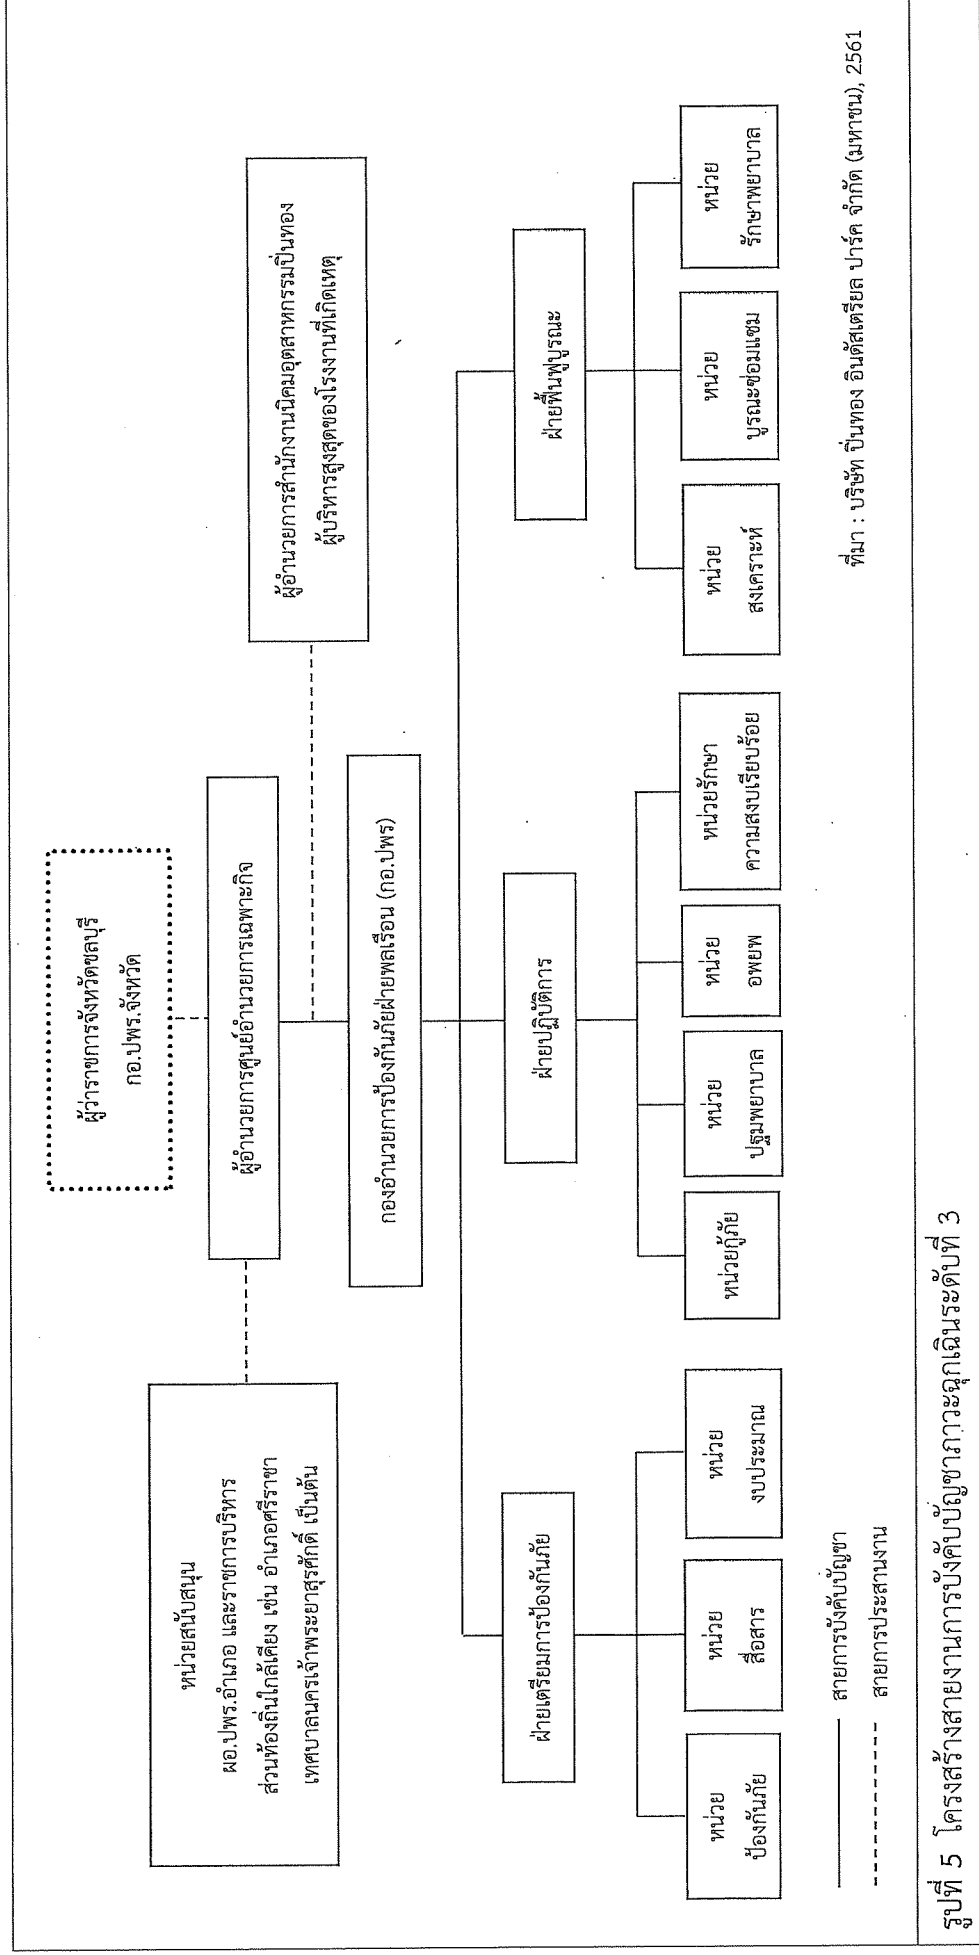 ผู้ว่าราชการจังหวัดชลบุรี
กอ.ปพร.จังหวัด
หน่วยสนับสนุน
ผอ.ปพร.อำเภอ และราชการบริหาร
ส่วนท้องถิ่นใกล้เคียง เช่น อำเภอศรีราชา
เทศบาลนครเจ้าพระยาสุรศักดิ์ เป็นต้น
ผู้อำนวยการศูนย์อำนวยการเฉพาะกิจ
ผู้อำนวยการสำนักงานนิคมอุตสาหกรรมปิ่นทอง
ผู้บริหารสูงสุดของโรงงานที่เกิดเหตุ
กองอำนวยการป้องกันภัยฝ่ายพลเรือน (กอ.ปพร)
ฝ่ายเตรียมการป้องกันภัย
ฝ่ายปฏิบัติการ
ฝ่ายฟื้นฟูบูรณะ
หน่วย
ป้องกันภัย
หน่วย
สื่อสาร
หน่วย
งบประมาณ
หน่วยกู้ภัย
หน่วย
ปฐมพยาบาล
หน่วย
อพยพ
หน่วยรักษา
ความสงบเรียบร้อย
หน่วย
สงเคราะห์
หน่วย
บูรณะซ่อมแซม
หน่วย
รักษาพยาบาล
สายการบังคับบัญชา
สายการประสานงาน
ที่มา : บริษัท ปิ่นทอง อินดัสเตรียล ปาร์ค จำกัด (มหาชน), 2561
รูปที่ 5 โครงสร้างสายงานการบังคับบัญชาภาวะฉุกเฉินระดับที่ 3